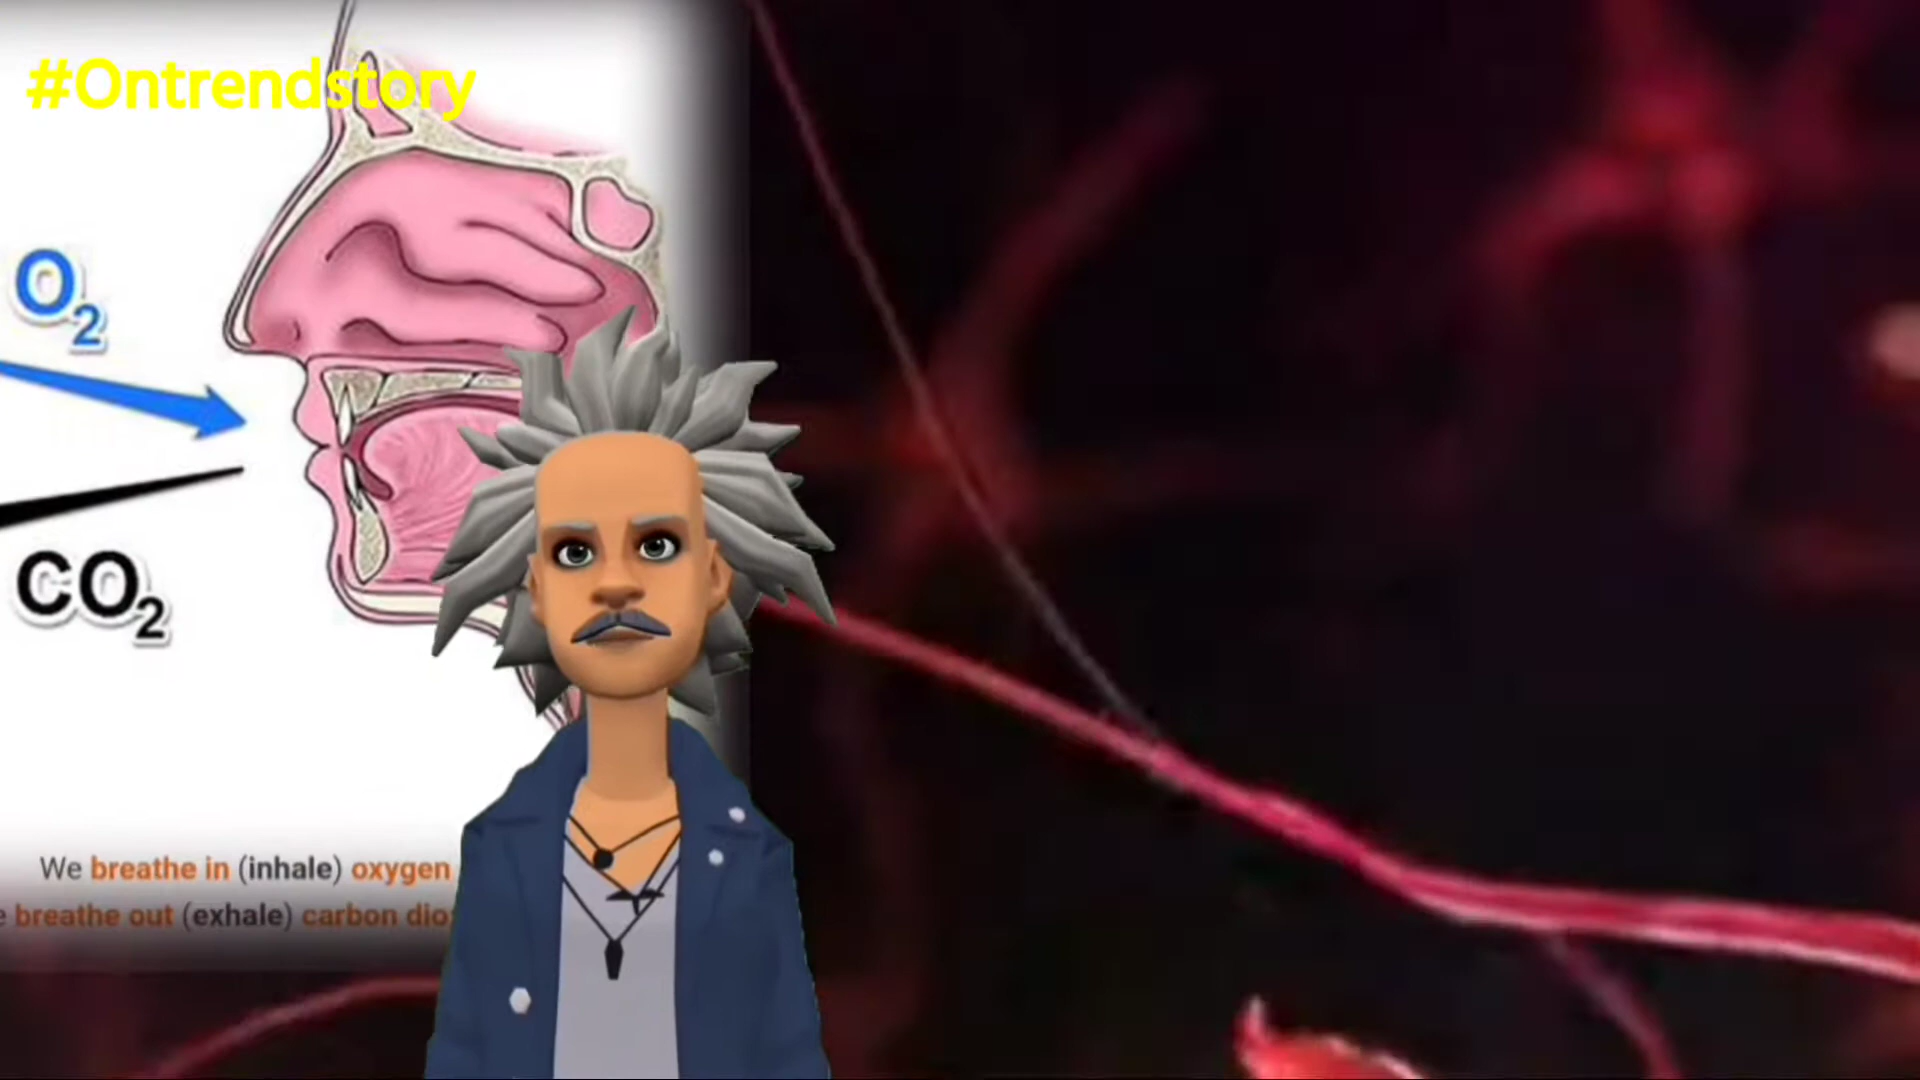 #Ontrendstory
O2
CO2
We breathe in (inhale) oxygen
breathe out (exhale) carbon